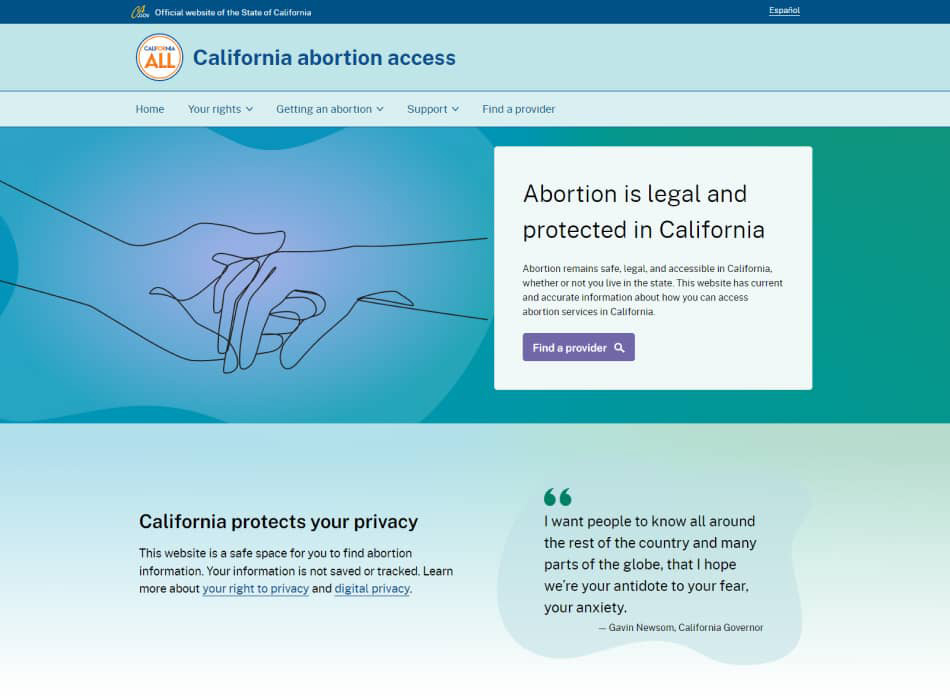 CA.GOV Official website of the State of California
Español
CALIFORNIA
ALL
California abortion access
Home Your rights Getting an abortion Support Find a provider
Abortion is legal and
protected in California
Abortion remains safe, legal, and accessible in California,
whether or not you live in the state. This website has current
and accurate information about how you can access
abortion services in California.
Find a provider
California protects your privacy
This website is a safe space for you to find abortion
information. Your information is not saved or tracked. Learn
more about your right to privacy and digital privacy.
“
I want people to know all around
the rest of the country and many
parts of the globe, that I hope
we’re your antidote to your fear,
your anxiety.
— Gavin Newsom, California Governor